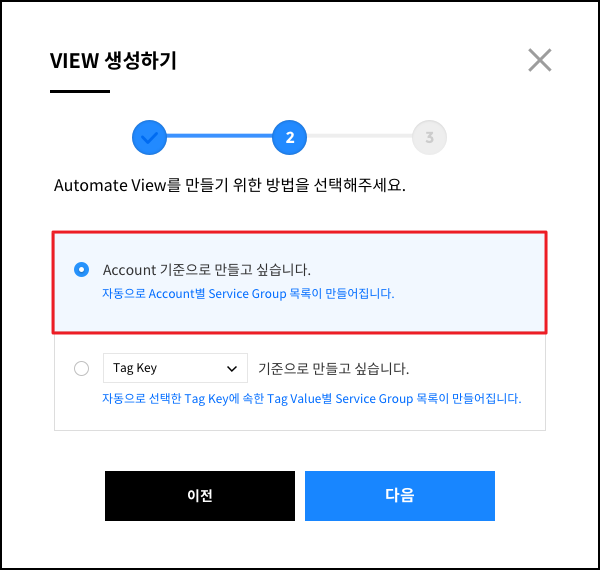 VIEW 생성하기
2
3
Automate View를 만들기 위한 방법을 선택해주세요.
Account 기준으로 만들고 싶습니다.
자동으로 Account별 Service Group 목록이 만들어집니다.
Tag Key 기준으로 만들고 싶습니다.
자동으로 선택한 Tag Key에 속한 Tag Value별 Service Group 목록이 만들어집니다.
이전 다음